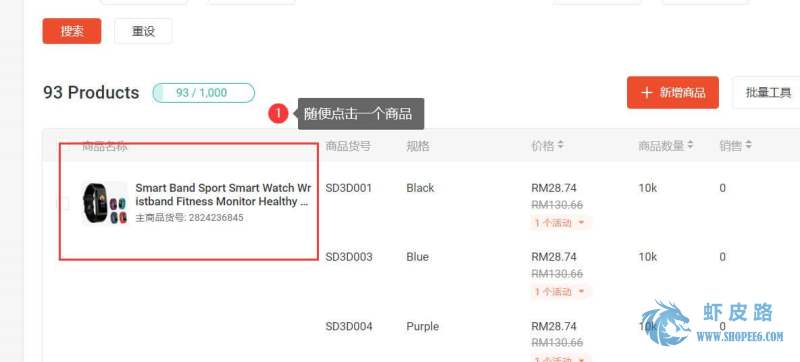 搜索
重设
93 Products
93 / 1,000
新增商品
批量工具
1
随便点击一个商品
商品名称
商品货号
规格
价格
商品数量
销售
Smart Band Sport Smart Watch Wr
istband Fitness Monitor Healthy ...
主商品货号: 2824236845
SD3D001
Black
RM28.74
10k
0
RM130.66
1 个活动
SD3D003
Blue
RM28.74
10k
0
RM130.66
1 个活动
SD3D004
Purple
RM28.74
10k
0
RM130.66
1 个活动
虾皮路
WWW.SHOPEE6.COM